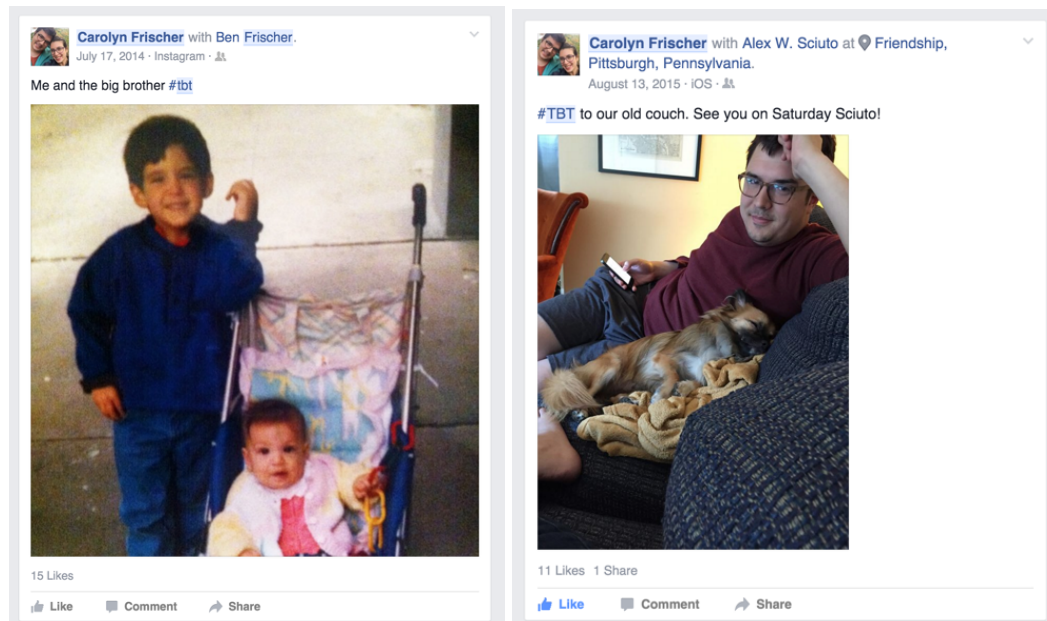 Carolyn Frischer with Ben Frischer.
July 17, 2014 · Instagram ·
Me and the big brother #tbt
15 Likes
Like Comment Share
Carolyn Frischer with Alex W. Sciuto at Friendship,
Pittsburgh, Pennsylvania.
August 13, 2015 · iOS ·
#TBT to our old couch. See you on Saturday Sciuto!
11 Likes 1 Share
Like Comment Share